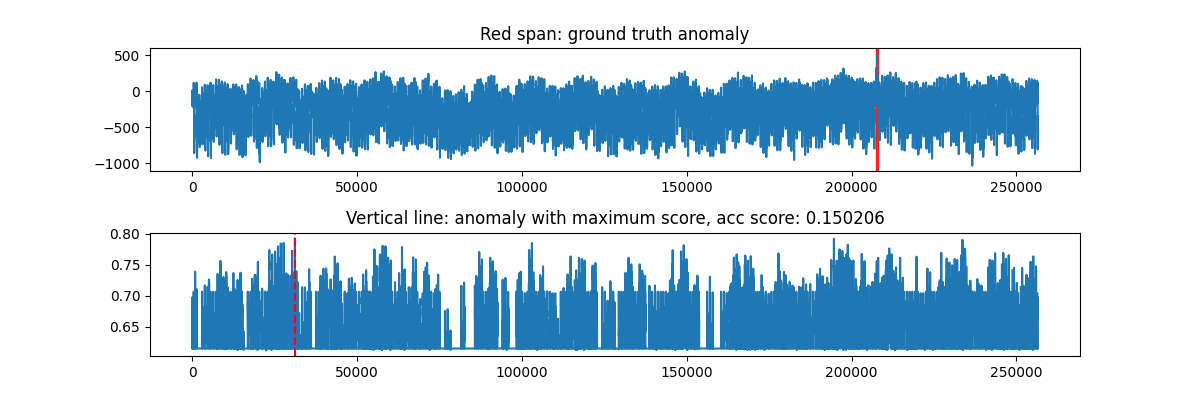 Red span: ground truth anomaly
500
0
−500
−1000
0 50000 100000 150000 200000 250000
Vertical line: anomaly with maximum score, acc score: 0.150206
0.80
0.75
0.70
0.65
0 50000 100000 150000 200000 250000